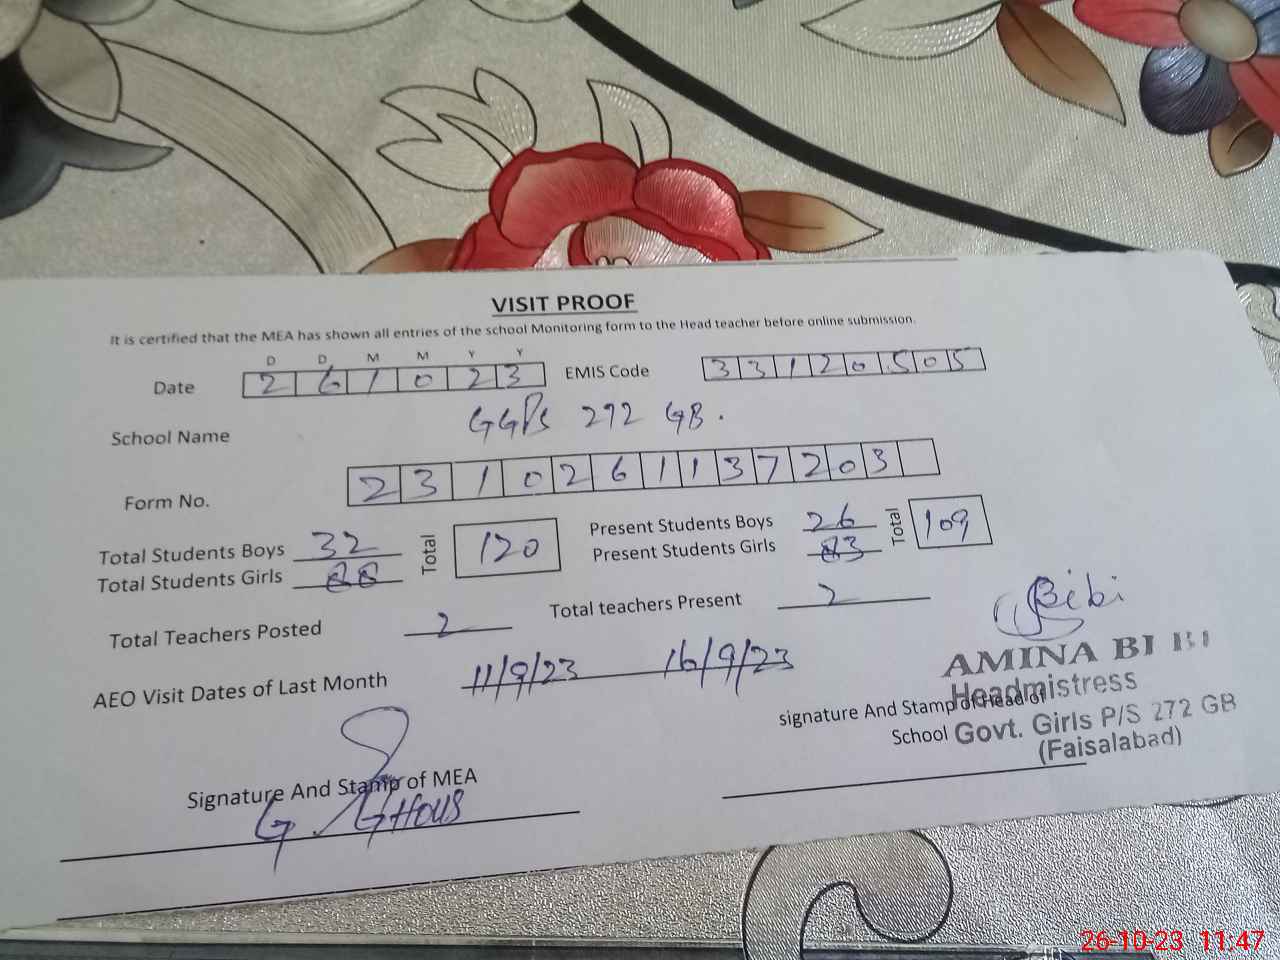 VISIT PROOF
It is certified that the MEA has shown all entries of the school Monitoring form to the Head teacher before online submission.
D D M M Y Y
Date 2 6 1 0 2 3 EMIS Code 3 3 1 2 0 5 0 5
School Name GGPS 272 GB.
Form No. 2 3 1 0 2 6 1 1 3 7 2 0 3
Total Students Boys 32 Total 120 Present Students Boys 26 Total 109
Total Students Girls 88 Present Students Girls 83
Total Teachers Posted 2 Total teachers Present 2
AEO Visit Dates of Last Month 11/9/23 16/9/23
Bibi
AMINA BI BI
Headmistress
signature And Stamp of Head of
School Govt. Girls P/S 272 GB
(Faisalabad)
Signature And Stamp of MEA
G. GHOUS
26-10-23 11:47